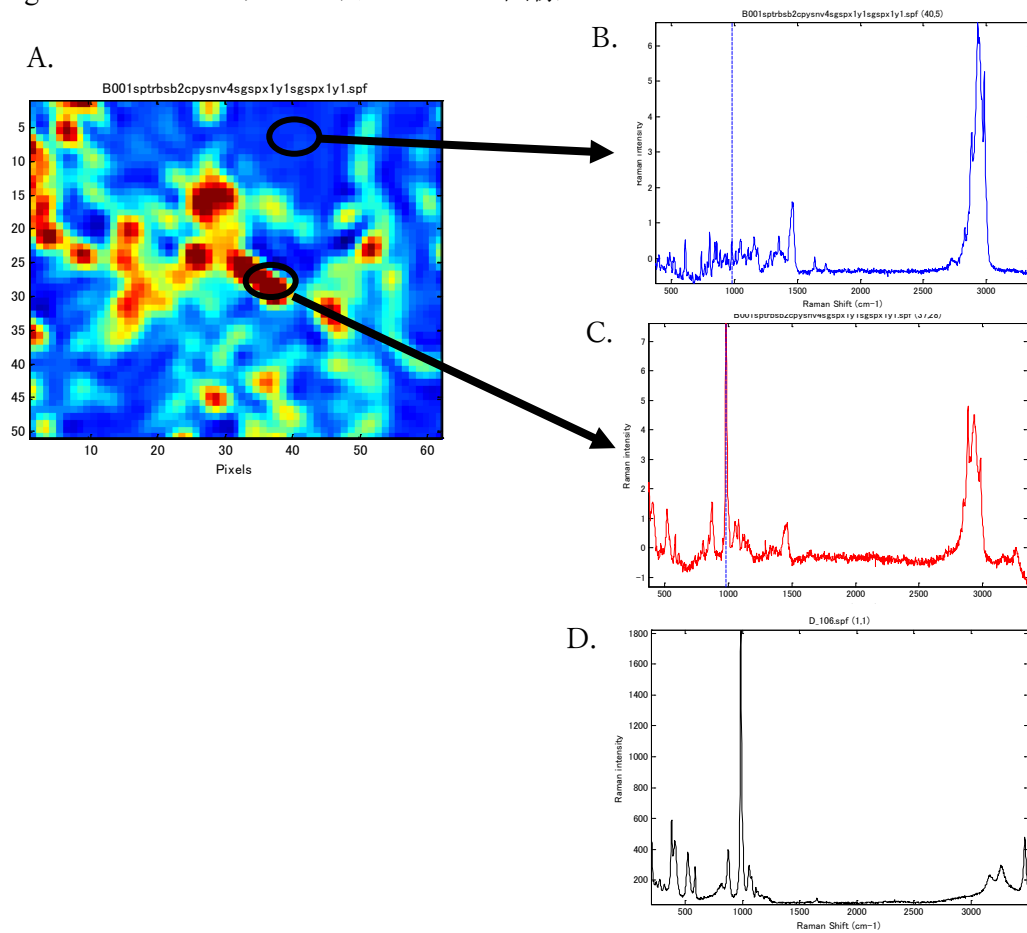 A.
B001sptrbsb2cpysnv4sgspx1y1sgspx1y1.spf
5
10
15
20
25
30
35
40
45
50
10 20 30 40 50 60
Pixels
B.
B001sptrbsb2cpysnv4sgspx1y1sgspx1y1.spf (40,5)
6
5
4
3
2
1
0
Raman intensity
500 1000 1500 2000 2500 3000
Raman Shift (cm-1)
C.
B001sptrbsb2cpysnv4sgspx1y1sgspx1y1.spf (37,28)
7
6
5
4
3
2
1
0
-1
Raman intensity
500 1000 1500 2000 2500 3000
D.
D_106.spf (1,1)
1800
1600
1400
1200
1000
800
600
400
200
Raman intensity
500 1000 1500 2000 2500 3000
Raman Shift (cm-1)